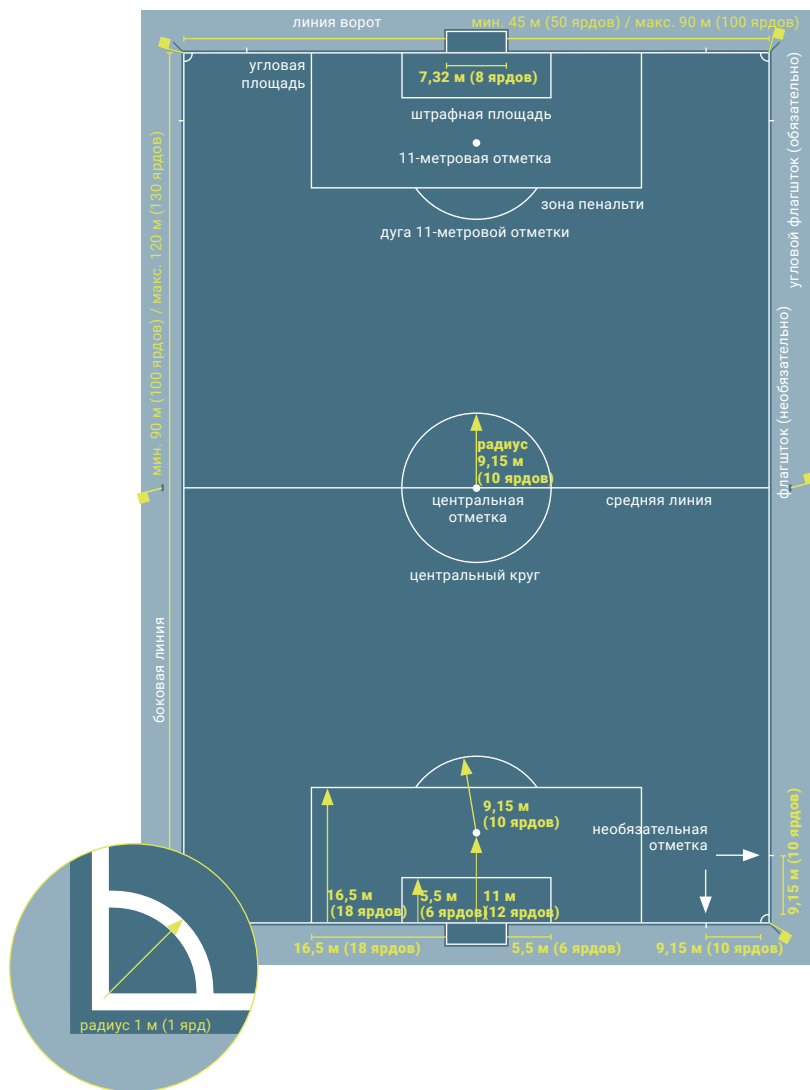 линия ворот
мин. 45 м (50 ярдов) / макс. 90 м (100 ярдов)
угловая
площадь
7,32 м (8 ярдов)
штрафная площадь
11-метровая отметка
зона пенальти
дуга 11-метровой отметки
угловой флагшток (обязательно)
мин. 90 м (100 ярдов) / макс. 120 м (130 ярдов)
флагшток (необязательно)
радиус
9,15 м
(10 ярдов)
центральная
отметка
средняя линия
центральный круг
боковая линия
9,15 м
(10 ярдов)
необязательная
отметка
9,15 м (10 ярдов)
16,5 м
(18 ярдов)
5,5 м
(6 ярдов)
11 м
(12 ярдов)
16,5 м (18 ярдов)
5,5 м (6 ярдов)
9,15 м (10 ярдов)
радиус 1 м (1 ярд)